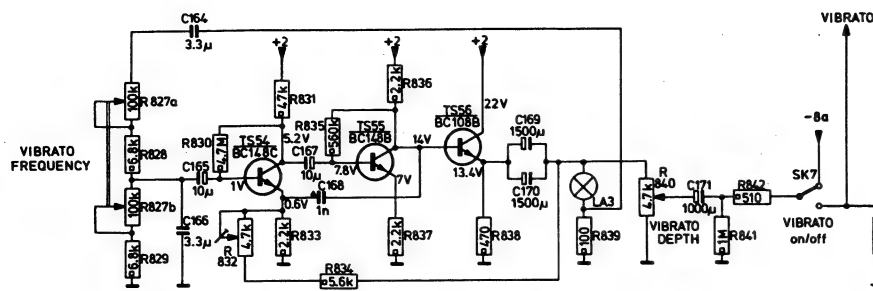 C164
3.3µ
VIBRATO
+2
+2
+2
100k
R827a
4.7k
R831
2.2k
R836
TS56
BC108B
22V
-8a
R830
4.7M
TS54
BC148C
5.2V
R835
560k
TS55
BC148B
14V
C169
1500µ
VIBRATO
FREQUENCY
6.8k
R828
C165
10µ
1V
C167
10µ
7.8V
7V
13.4V
C170
1500µ
LA3
R
840
4.7k
C171
1000µ
R842
510
SK7
100k
R827b
0.6V
C168
1n
C166
3.3µ
6.8k
R829
4.7k
R
832
2.2k
R833
2.2k
R837
470
R838
100
R839
VIBRATO
DEPTH
1M
R841
VIBRATO
on/off
R834
5.6k